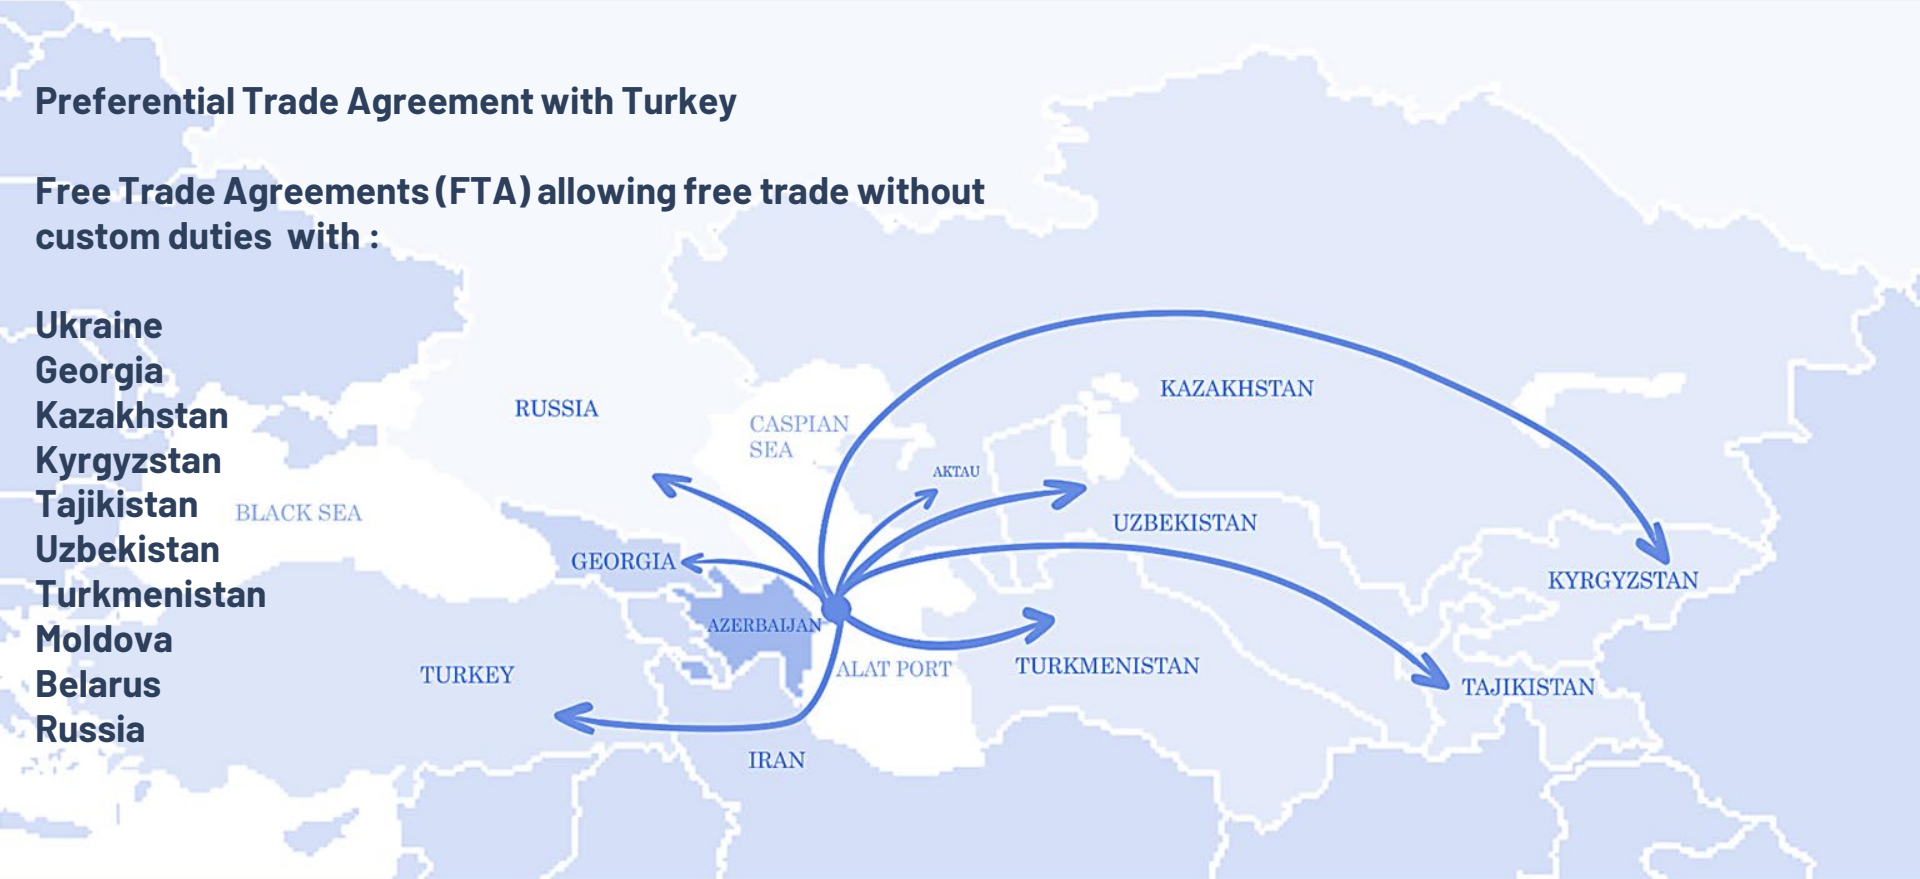 Preferential Trade Agreement with Turkey
Free Trade Agreements (FTA) allowing free trade without
custom duties  with :
Ukraine
Georgia
Kazakhstan
Kyrgyzstan
Tajikistan
Uzbekistan
Turkmenistan
Moldova
Belarus
Russia
RUSSIA
CASPIAN
SEA
KAZAKHSTAN
AKTAU
BLACK SEA
UZBEKISTAN
GEORGIA
KYRGYZSTAN
AZERBAIJAN
ALAT PORT
TURKMENISTAN
TURKEY
TAJIKISTAN
IRAN